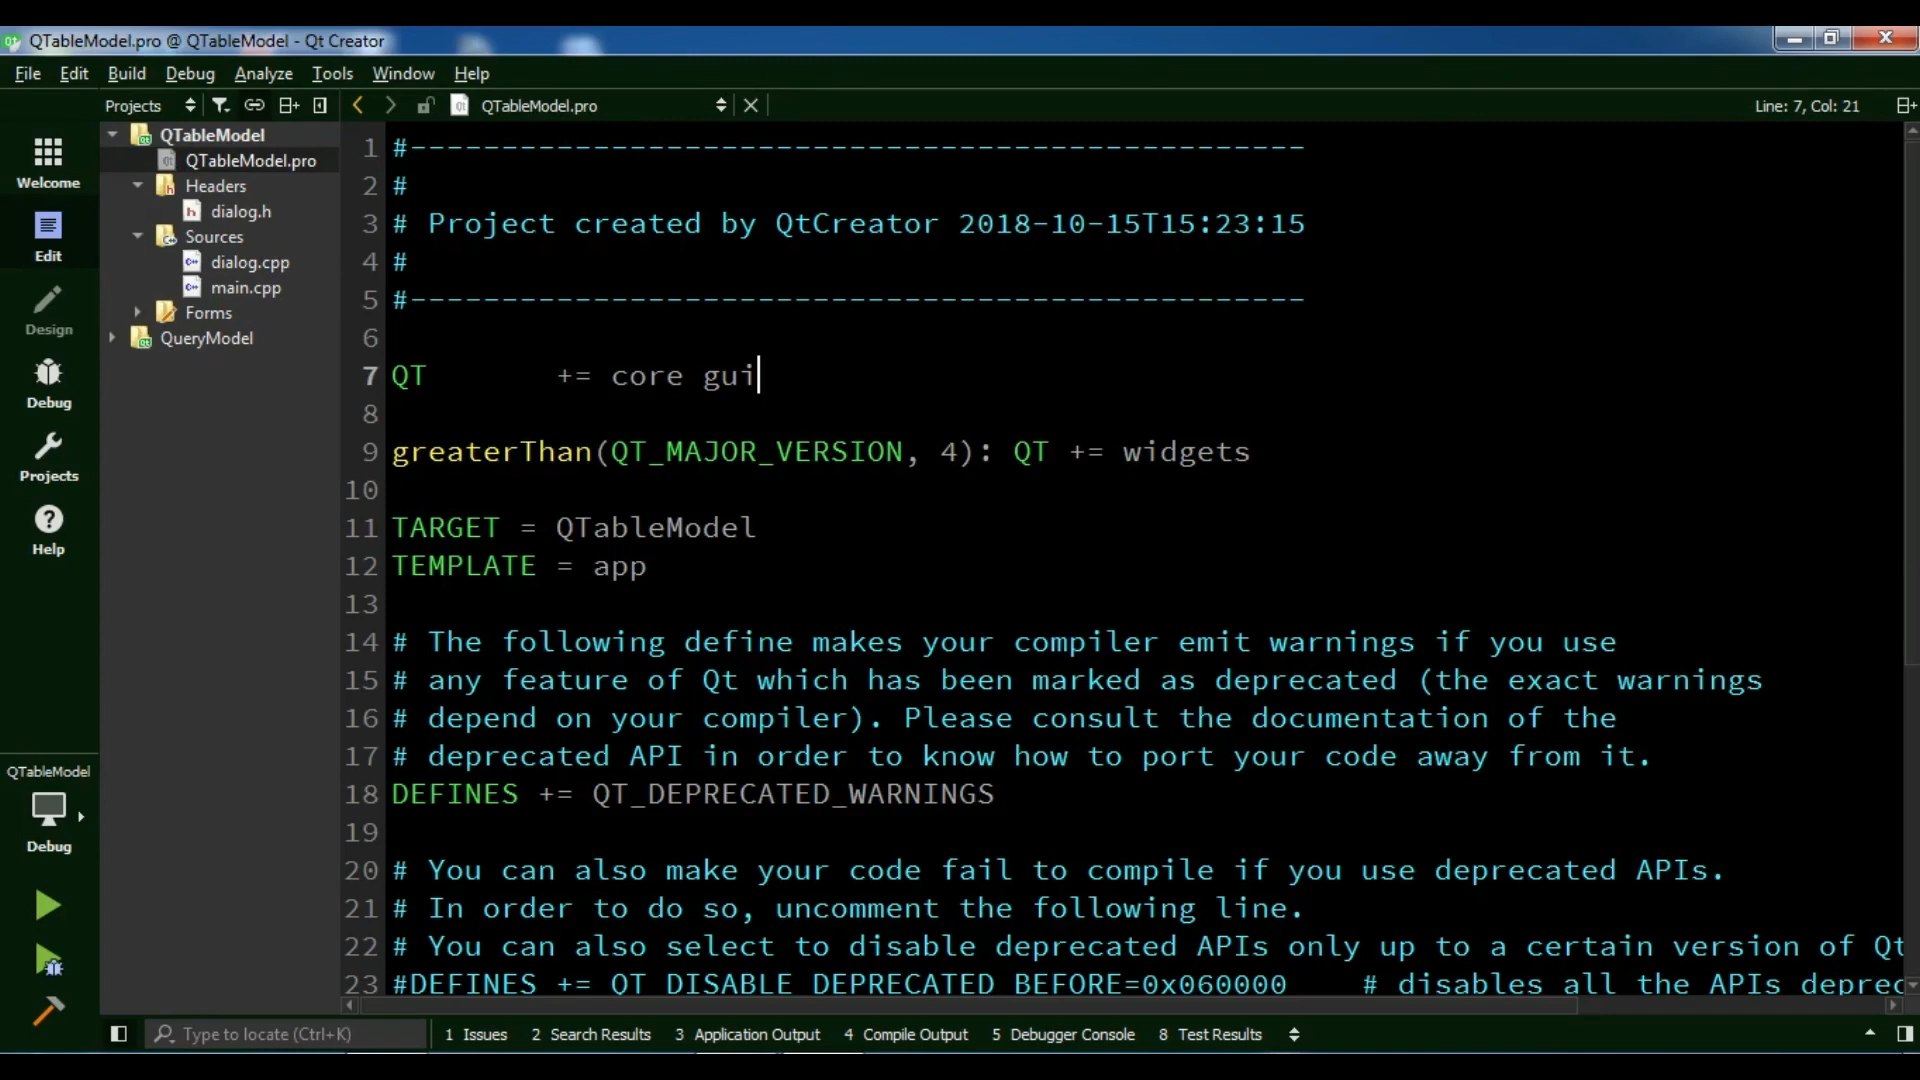 QTableModel.pro @ QTableModel - Qt Creator
File Edit Build Debug Analyze Tools Window Help
Projects QTableModel.pro Line: 7, Col: 21
Welcome
Edit
Design
Debug
Projects
Help
QTableModel
Debug
QTableModel
QTableModel.pro
Headers
dialog.h
Sources
dialog.cpp
main.cpp
Forms
QueryModel
1 #-------------------------------------------------
2 #
3 # Project created by QtCreator 2018-10-15T15:23:15
4 #
5 #-------------------------------------------------
6
7 QT       += core gui
8
9 greaterThan(QT_MAJOR_VERSION, 4): QT += widgets
10
11 TARGET = QTableModel
12 TEMPLATE = app
13
14 # The following define makes your compiler emit warnings if you use
15 # any feature of Qt which has been marked as deprecated (the exact warnings
16 # depend on your compiler). Please consult the documentation of the
17 # deprecated API in order to know how to port your code away from it.
18 DEFINES += QT_DEPRECATED_WARNINGS
19
20 # You can also make your code fail to compile if you use deprecated APIs.
21 # In order to do so, uncomment the following line.
22 # You can also select to disable deprecated APIs only up to a certain version of Qt
23 #DEFINES += QT_DISABLE_DEPRECATED_BEFORE=0x060000    # disables all the APIs deprec
Type to locate (Ctrl+K) 1 Issues 2 Search Results 3 Application Output 4 Compile Output 5 Debugger Console 8 Test Results